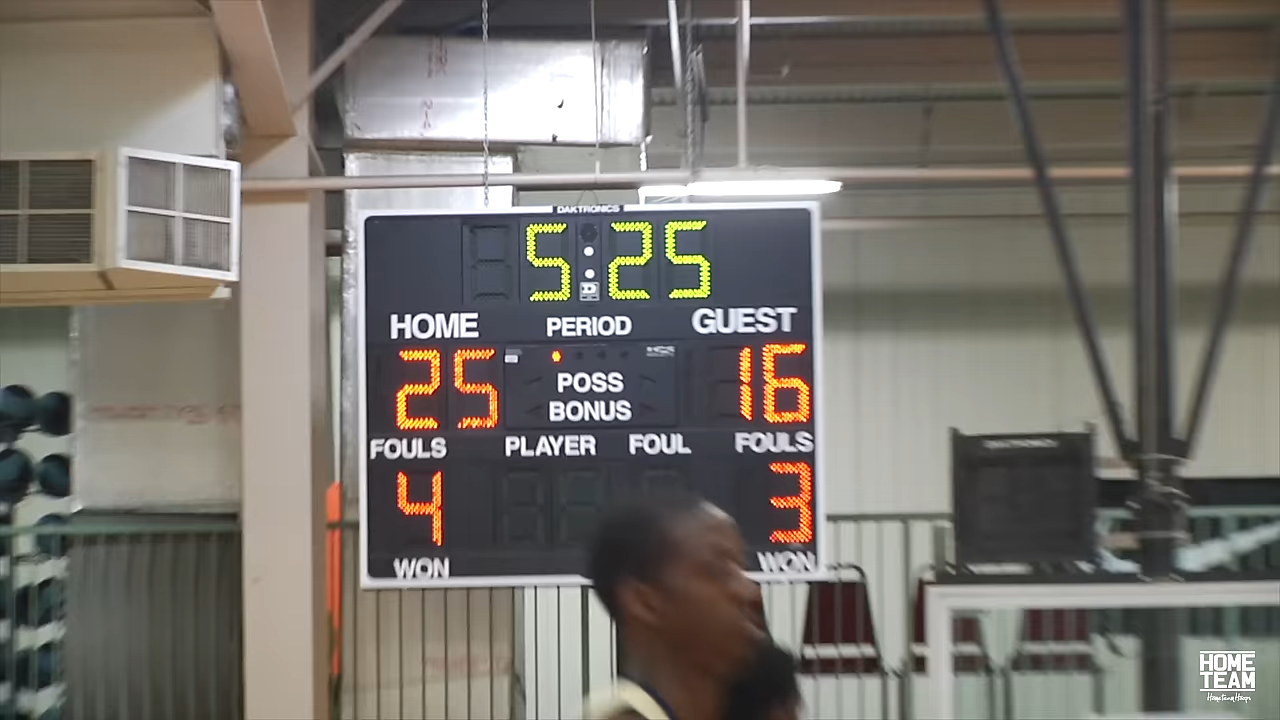 DAKTRONICS
5:25
HOME PERIOD GUEST
25 16
POSS
BONUS
FOULS PLAYER FOUL FOULS
4 3
WON WON
HOME
TEAM